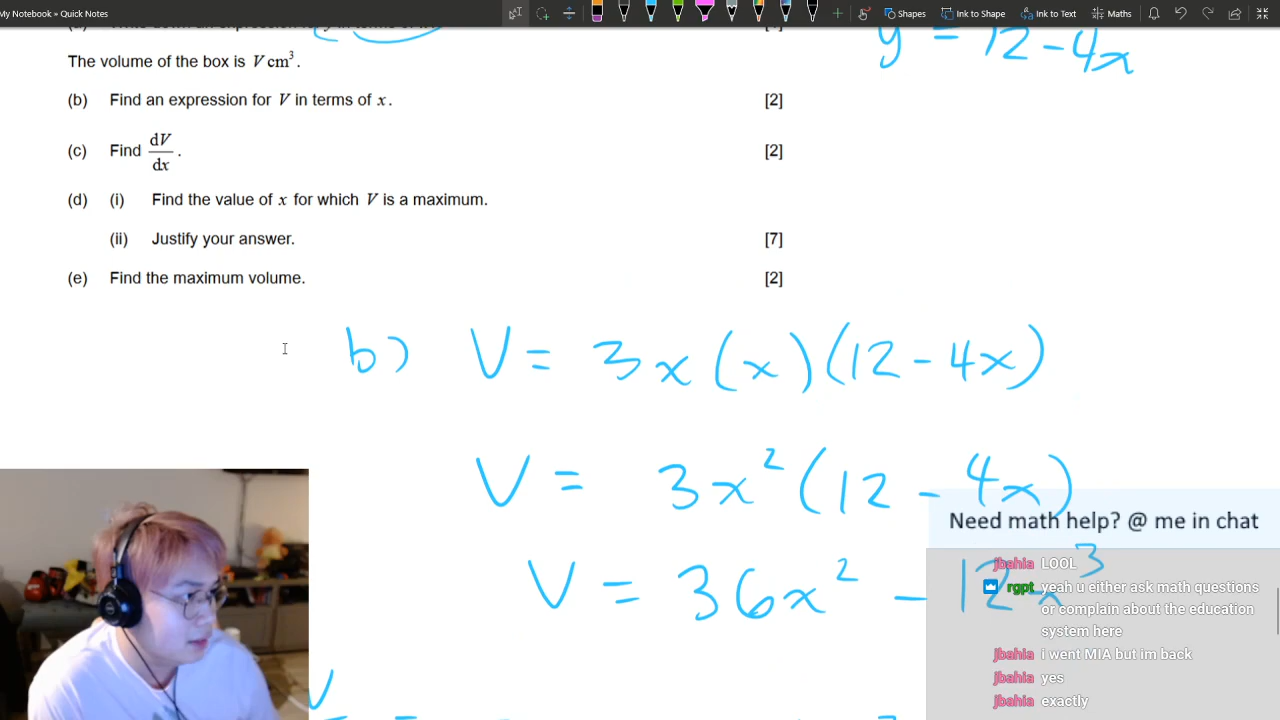 My Notebook » Quick Notes
Shapes Ink to Shape Ink to Text Maths
y = 12 - 4x
The volume of the box is V cm³.
(b) Find an expression for V in terms of x. [2]
(c) Find dV/dx. [2]
(d) (i) Find the value of x for which V is a maximum.
(ii) Justify your answer. [7]
(e) Find the maximum volume. [2]
b) V = 3x(x)(12 - 4x)
V = 3x²(12 - 4x)
V = 36x² - 12x³
Need math help? @ me in chat
jbahia LOOL
rgpt yeah u either ask math questions
or complain about the education
system here
jbahia i went MIA but im back
jbahia yes
jbahia exactly
V